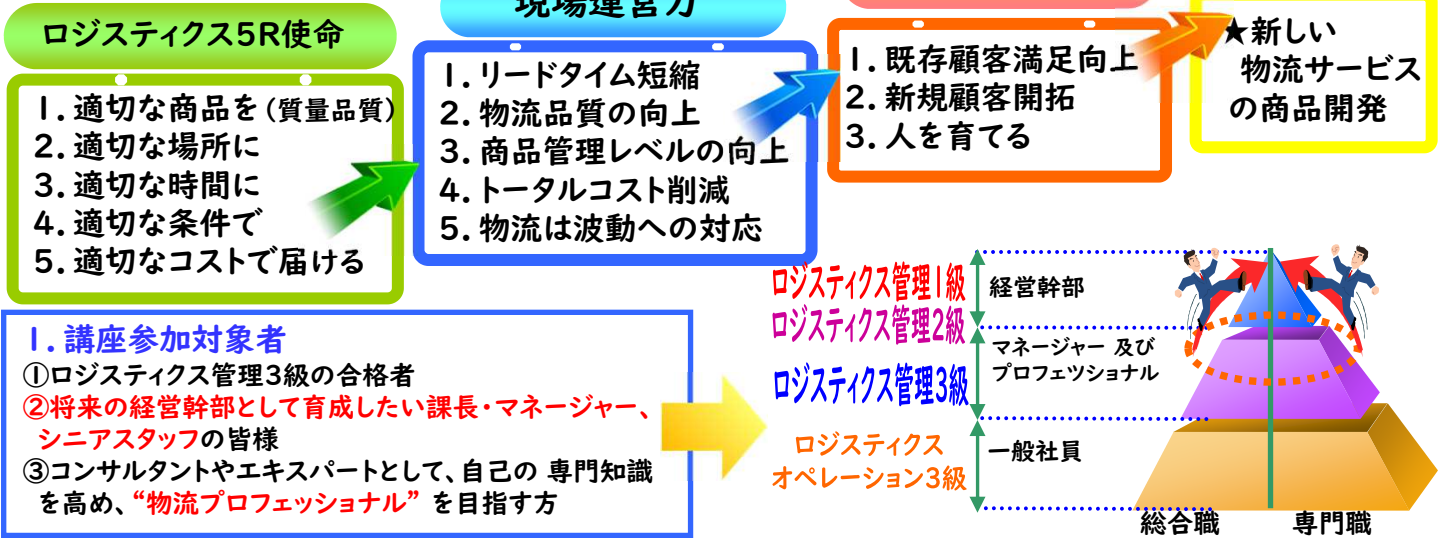 ロジスティクス5R使命
1.適切な商品を(質量品質)
2.適切な場所に
3.適切な時間に
4.適切な条件で
5.適切なコストで届ける
現場運営力
1.リードタイム短縮
2.物流品質の向上
3.商品管理レベルの向上
4.トータルコスト削減
5.物流は波動への対応
1.既存顧客満足向上
2.新規顧客開拓
3.人を育てる
★新しい
物流サービス
の商品開発
1.講座参加対象者
①ロジスティクス管理3級の合格者
②将来の経営幹部として育成したい課長・マネージャー、
シニアスタッフの皆様
③コンサルタントやエキスパートとして、自己の 専門知識
を高め、“物流プロフェッショナル” を目指す方
ロジスティクス管理1級
ロジスティクス管理2級
ロジスティクス管理3級
ロジスティクス
オペレーション3級
経営幹部
マネージャー 及び
プロフェツショナル
一般社員
総合職
専門職